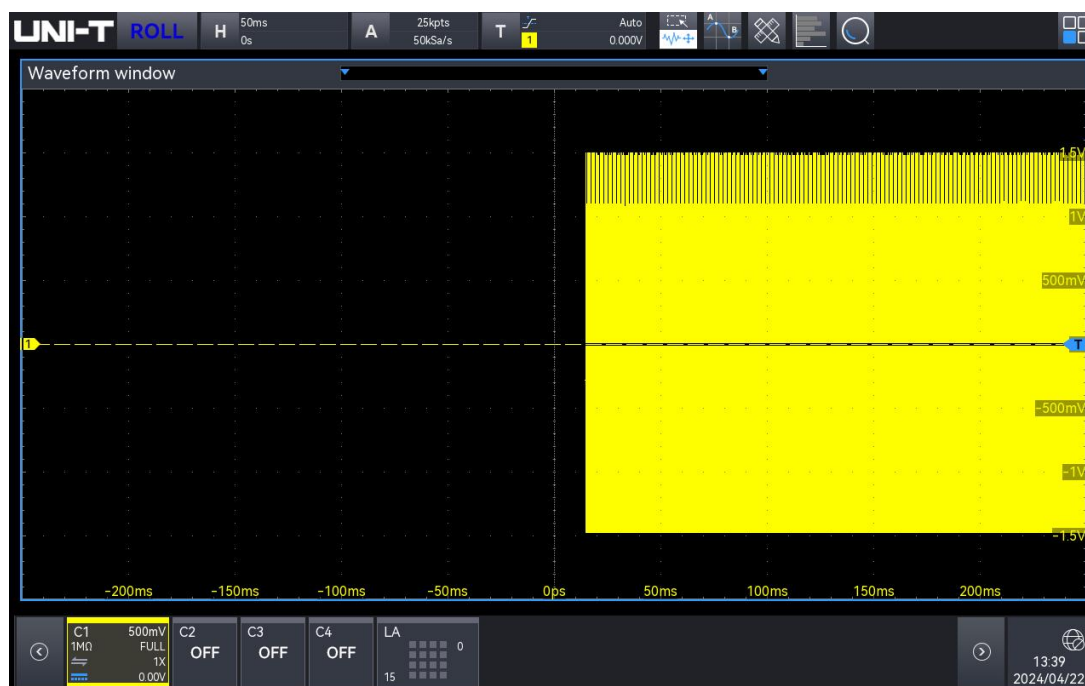 UNI-T ROLL H 50ms 0s A 25kpts 50kSa/s T 1 Auto 0.000V A B
Waveform window
1.5V
1V
500mV
1 T
-500mV
-1V
-1.5V
-200ms -150ms -100ms -50ms 0ps 50ms 100ms 150ms 200ms
C1 500mV C2 C3 C4 LA
1MΩ FULL OFF OFF OFF 0
1X
0.00V 15
13:39
2024/04/22